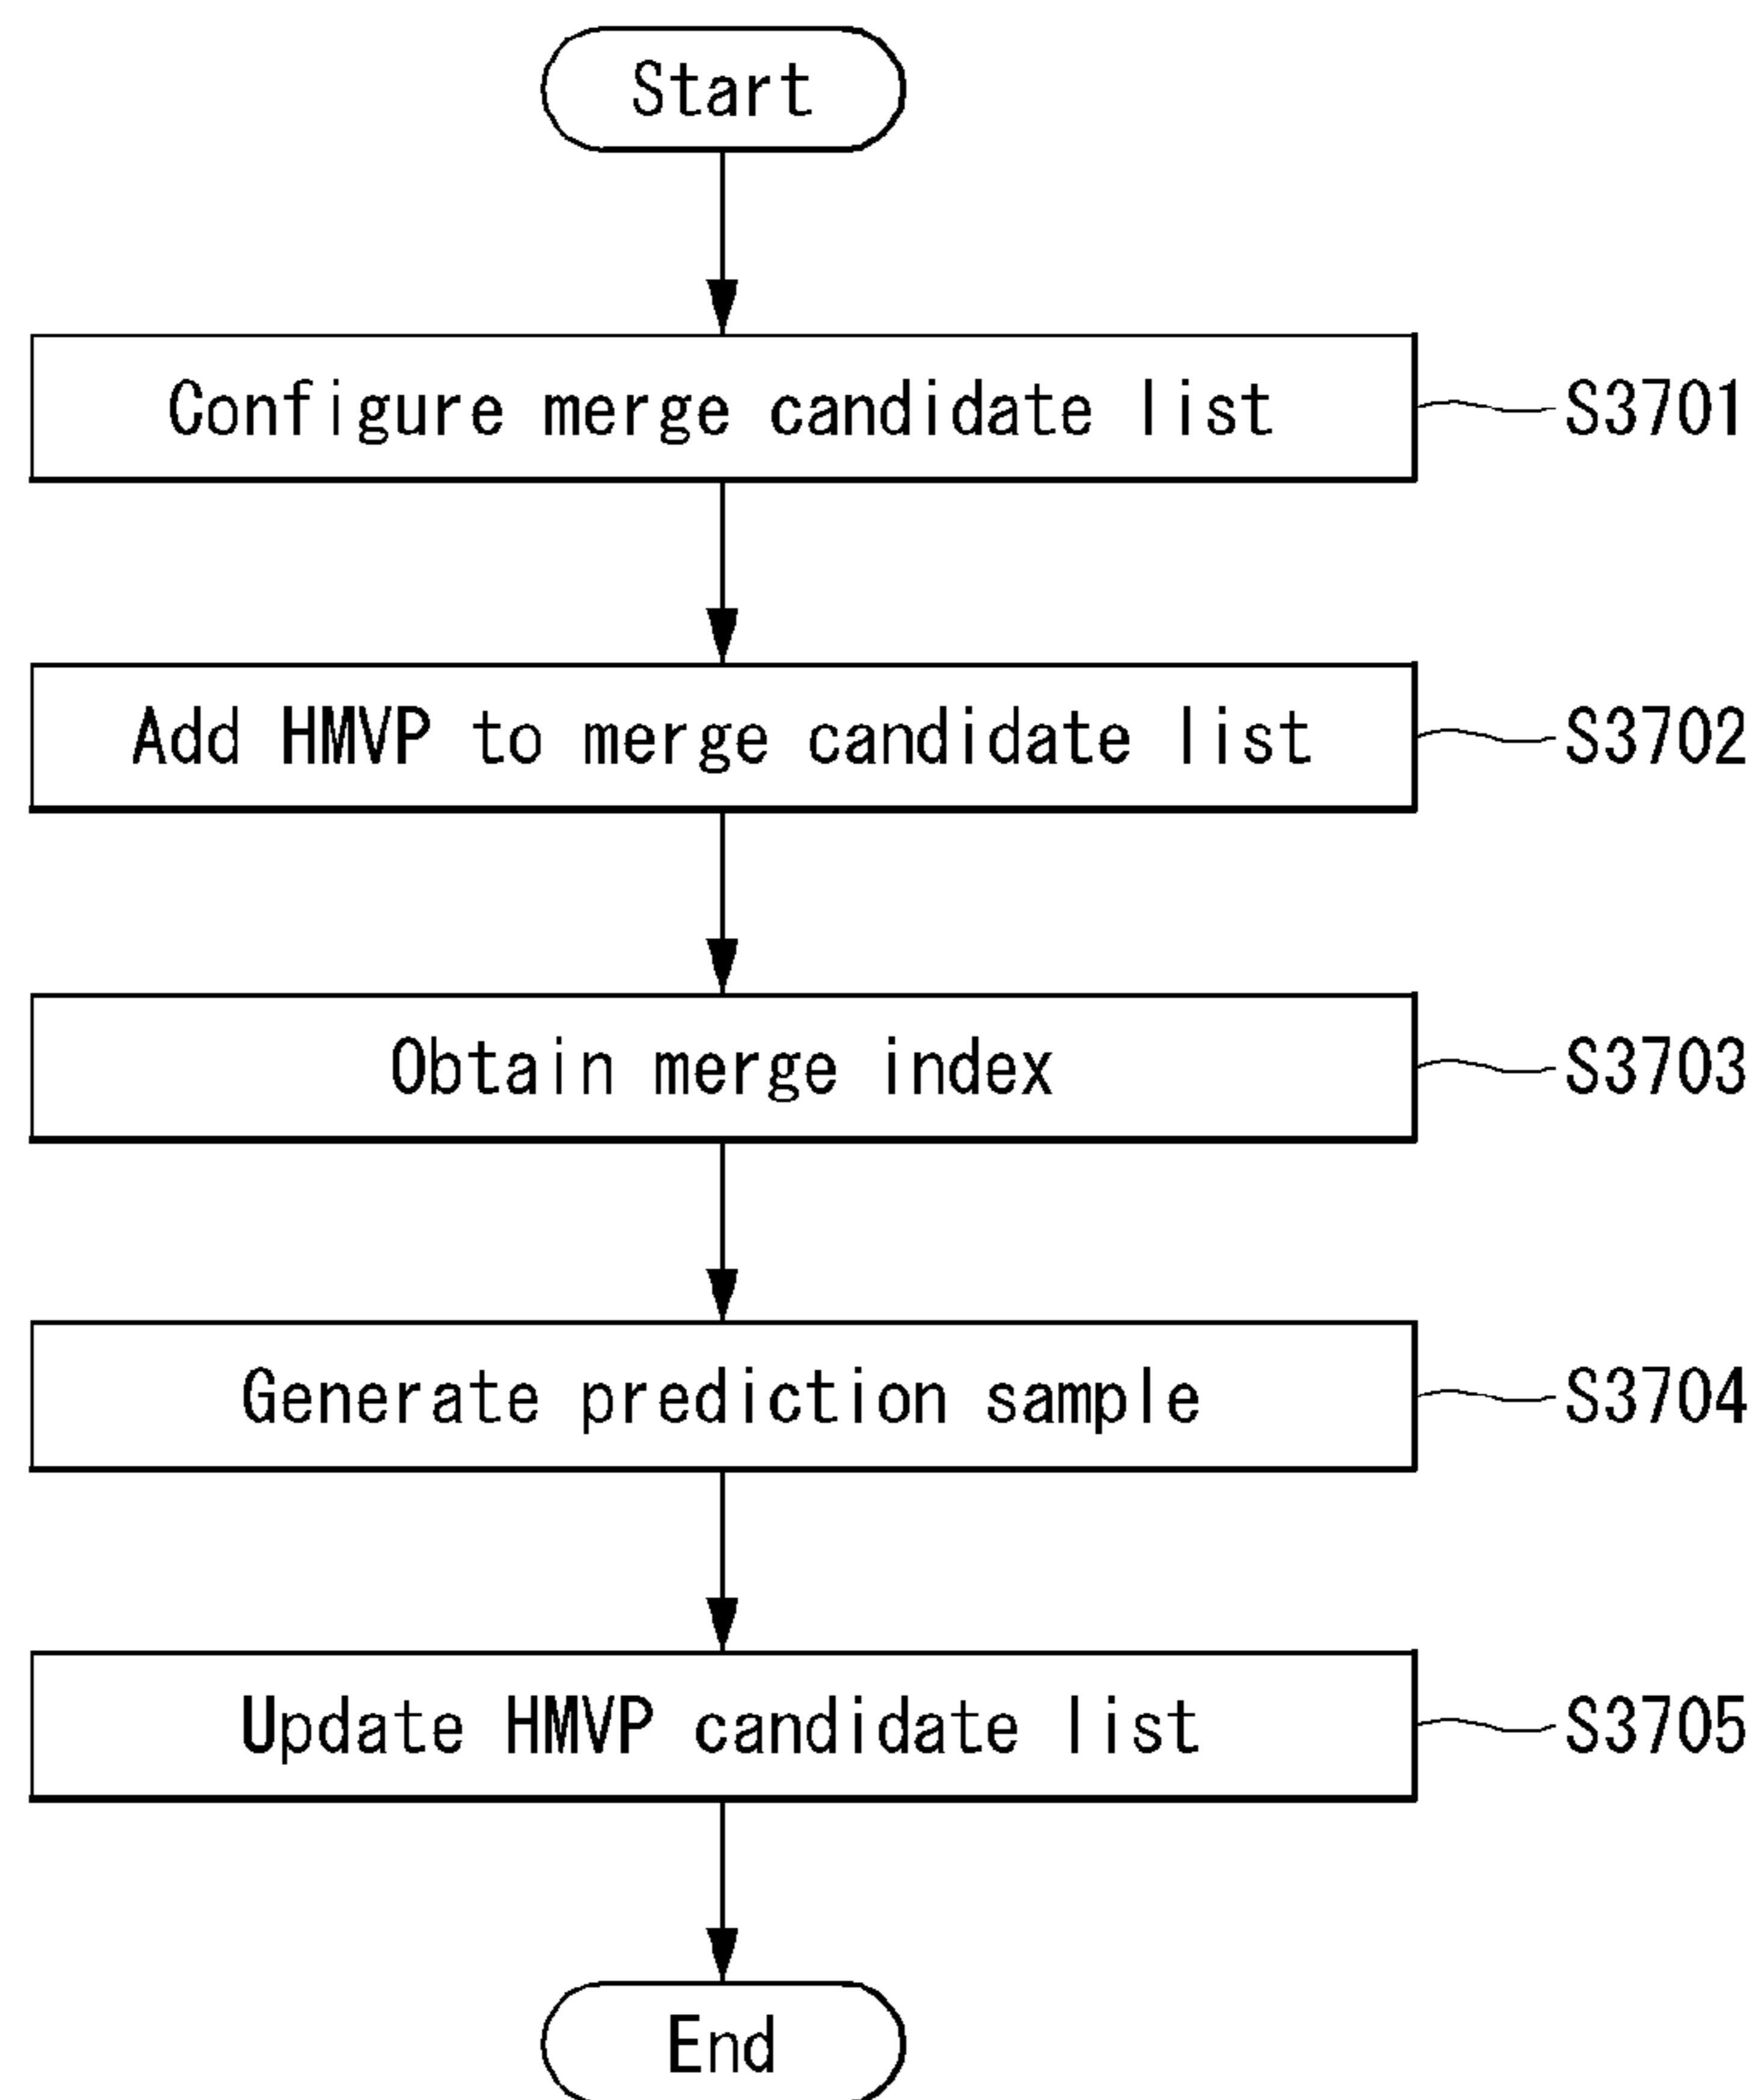 Start
Configure merge candidate list
S3701
Add HMVP to merge candidate list
S3702
Obtain merge index
S3703
Generate prediction sample
S3704
Update HMVP candidate list
S3705
End